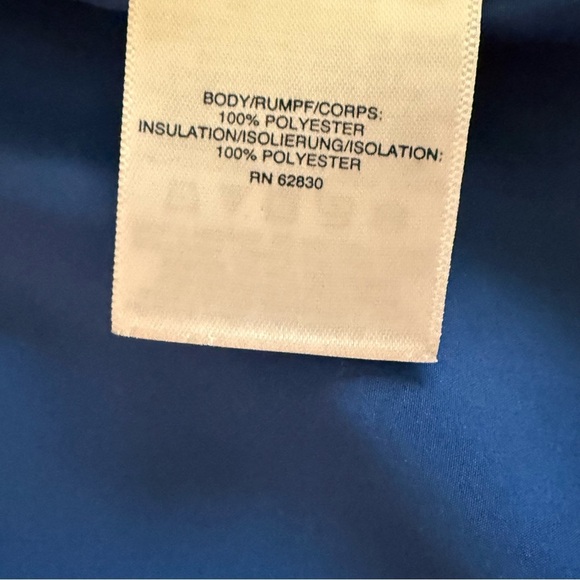 BODY/RUMPF/CORPS:
100% POLYESTER
INSULATION/ISOLIERUNG/ISOLATION:
100% POLYESTER
RN 62830